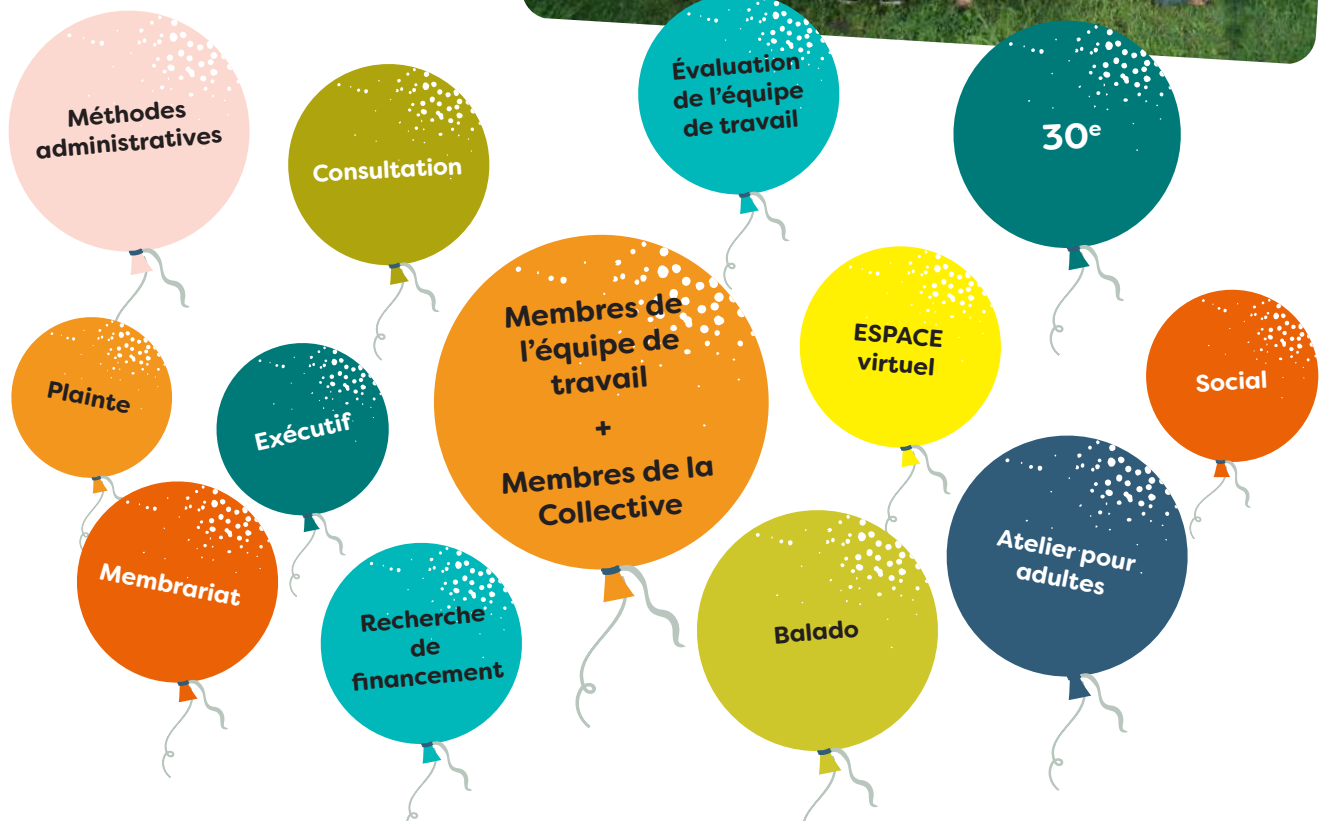 Méthodes
administratives
Consultation
Évaluation
de l'équipe
de travail
30e
Membres de
l'équipe de
travail
+
Membres de la
Collective
ESPACE
virtuel
Social
Plainte
Exécutif
Membrariat
Recherche
de
financement
Balado
Atelier pour
adultes